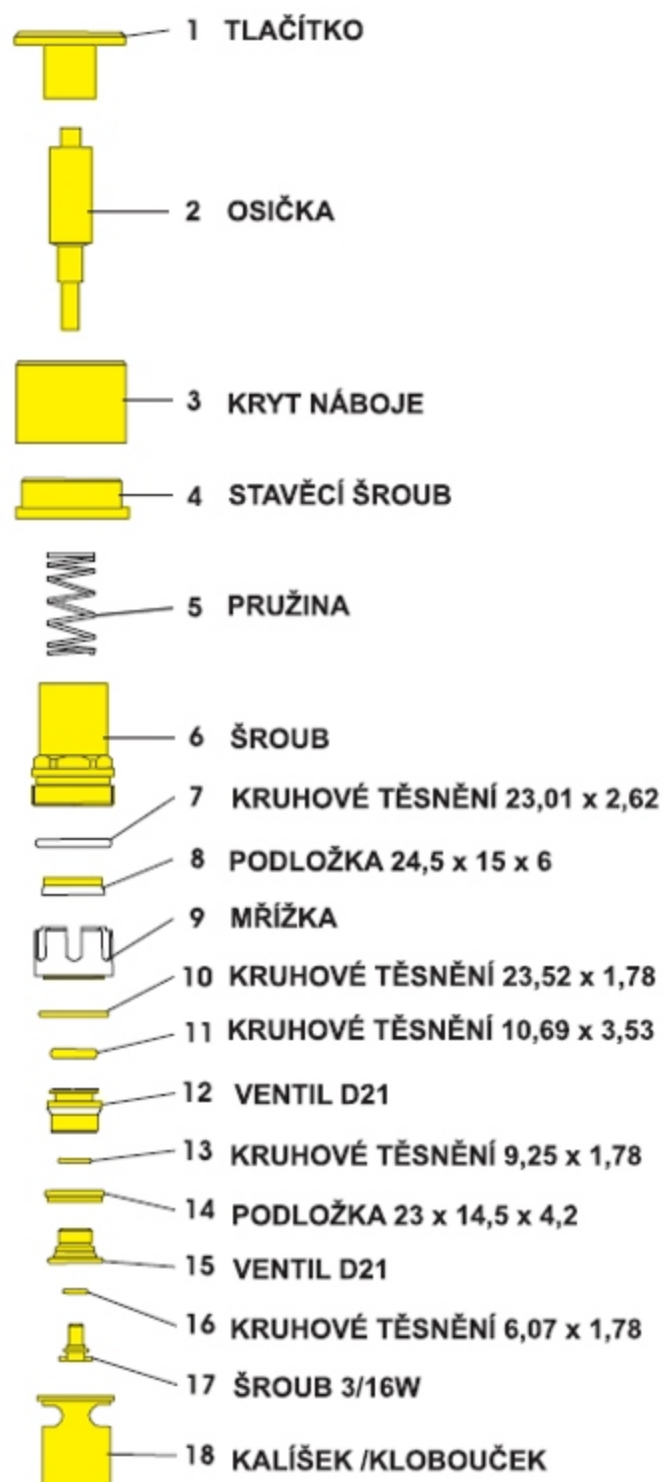 1 TLAČÍTKO
2 OSIČKA
3 KRYT NÁBOJE
4 STAVĚCÍ ŠROUB
5 PRUŽINA
6 ŠROUB
7 KRUHOVÉ TĚSNĚNÍ 23,01 x 2,62
8 PODLOŽKA 24,5 x 15 x 6
9 MŘÍŽKA
10 KRUHOVÉ TĚSNĚNÍ 23,52 x 1,78
11 KRUHOVÉ TĚSNĚNÍ 10,69 x 3,53
12 VENTIL D21
13 KRUHOVÉ TĚSNĚNÍ 9,25 x 1,78
14 PODLOŽKA 23 x 14,5 x 4,2
15 VENTIL D21
16 KRUHOVÉ TĚSNĚNÍ 6,07 x 1,78
17 ŠROUB 3/16W
18 KALÍŠEK /KLOBOUČEK